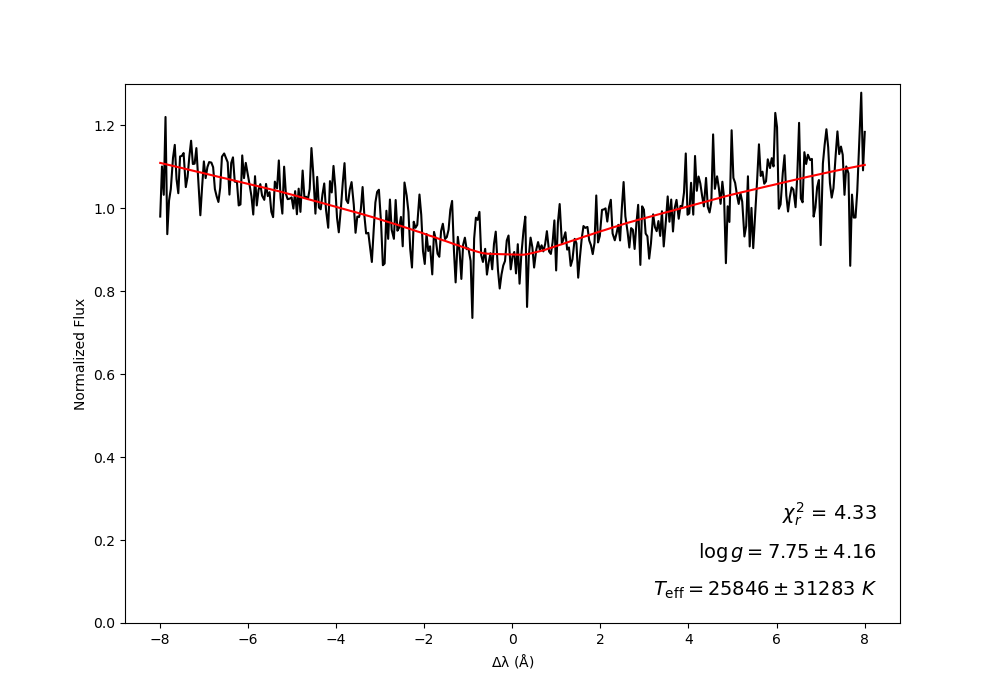 1.2
1.0
0.8
0.6
0.4
0.2
0.0
Normalized Flux
χ²ᵣ = 4.33
log g = 7.75 ± 4.16
T_eff = 25846 ± 31283 K
−8 −6 −4 −2 0 2 4 6 8
Δλ (Å)